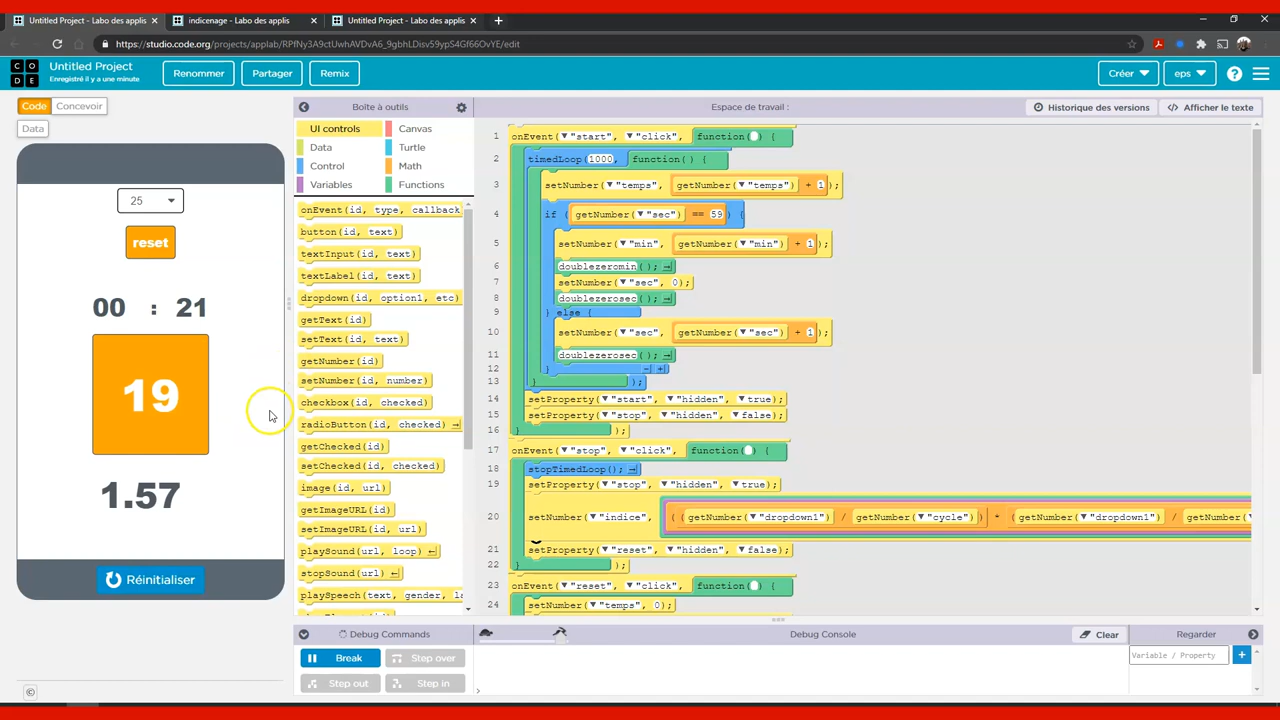 Untitled Project - Labo des applis
indicenage - Labo des applis
Untitled Project - Labo des applis
https://studio.code.org/projects/applab/RPfNy3A9ctUwhAVDvA6_9gbhLDisv59ypS4Gf66OvYE/edit
CODE
Untitled Project
Enregistré il y a une minute
Renommer
Partager
Remix
Créer
eps
Code
Concevoir
Data
25
reset
00 : 21
19
1.57
Réinitialiser
Boîte à outils
UI controls
Canvas
Data
Turtle
Control
Math
Variables
Functions
onEvent(id, type, callback
button(id, text)
textInput(id, text)
textLabel(id, text)
dropdown(id, option1, etc)
getText(id)
setText(id, text)
getNumber(id)
setNumber(id, number)
checkbox(id, checked)
radioButton(id, checked)
getChecked(id)
setChecked(id, checked)
image(id, url)
getImageURL(id)
setImageURL(id, url)
playSound(url, loop)
stopSound(url)
playSpeech(text, gender, la
Espace de travail :
Historique des versions
Afficher le texte
1 onEvent("start", "click", function() {
2 timedLoop(1000, function() {
3 setNumber("temps", getNumber("temps") + 1);
4 if (getNumber("sec") == 59) {
5 setNumber("min", getNumber("min") + 1);
6 doublezeromin();
7 setNumber("sec", 0);
8 doublezerosec();
9 } else {
10 setNumber("sec", getNumber("sec") + 1);
11 doublezerosec();
12 }
13 });
14 setProperty("start", "hidden", true);
15 setProperty("stop", "hidden", false);
16 });
17 onEvent("stop", "click", function() {
18 stopTimedLoop();
19 setProperty("stop", "hidden", true);
20 setNumber("indice", ((getNumber("dropdown1") / getNumber("cycle")) + (getNumber("dropdown1") / getNumber("
21 setProperty("reset", "hidden", false);
22 });
23 onEvent("reset", "click", function() {
24 setNumber("temps", 0);
Debug Commands
Debug Console
Clear
Regarder
Break
Step over
Step out
Step in
Variable / Property